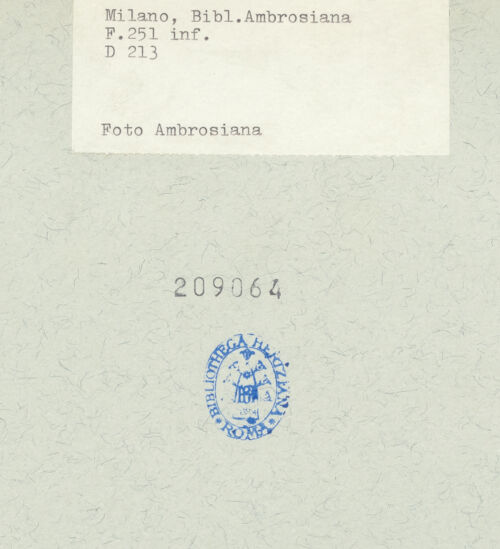 Milano, Bibl.Ambrosiana
F.251 inf.
D 213
Foto Ambrosiana
209064
BIBLIOTHECA HERTZIANA
ROMA